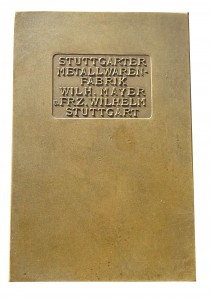 STUTTGARTER
METALLWAREN-
FABRIK
WILH. MAYER
u. FRZ. WILHELM
STUTTGART